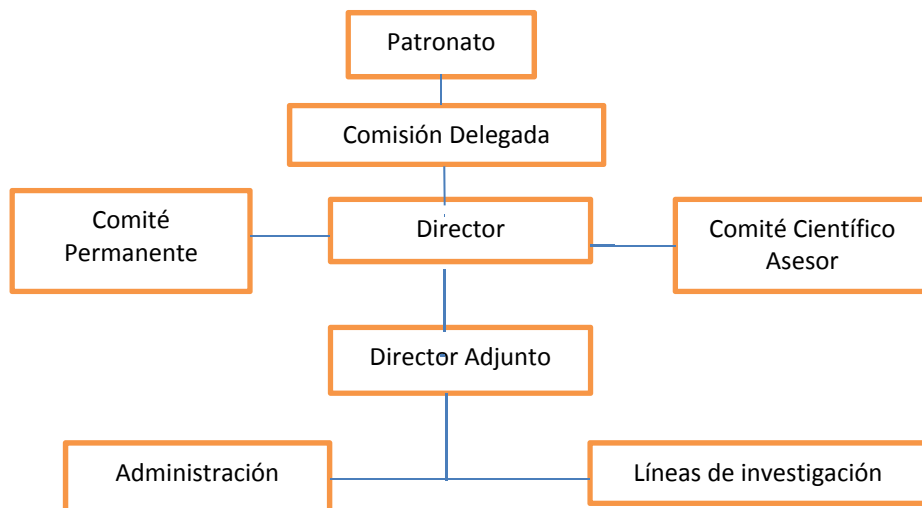 Patronato
Comisión Delegada
Comité
Permanente
Director
Comité Científico
Asesor
Director Adjunto
Administración
Líneas de investigación